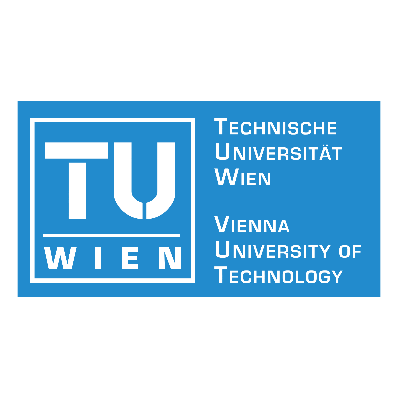 TU
WIEN
TECHNISCHE
UNIVERSITÄT
WIEN
VIENNA
UNIVERSITY OF
TECHNOLOGY